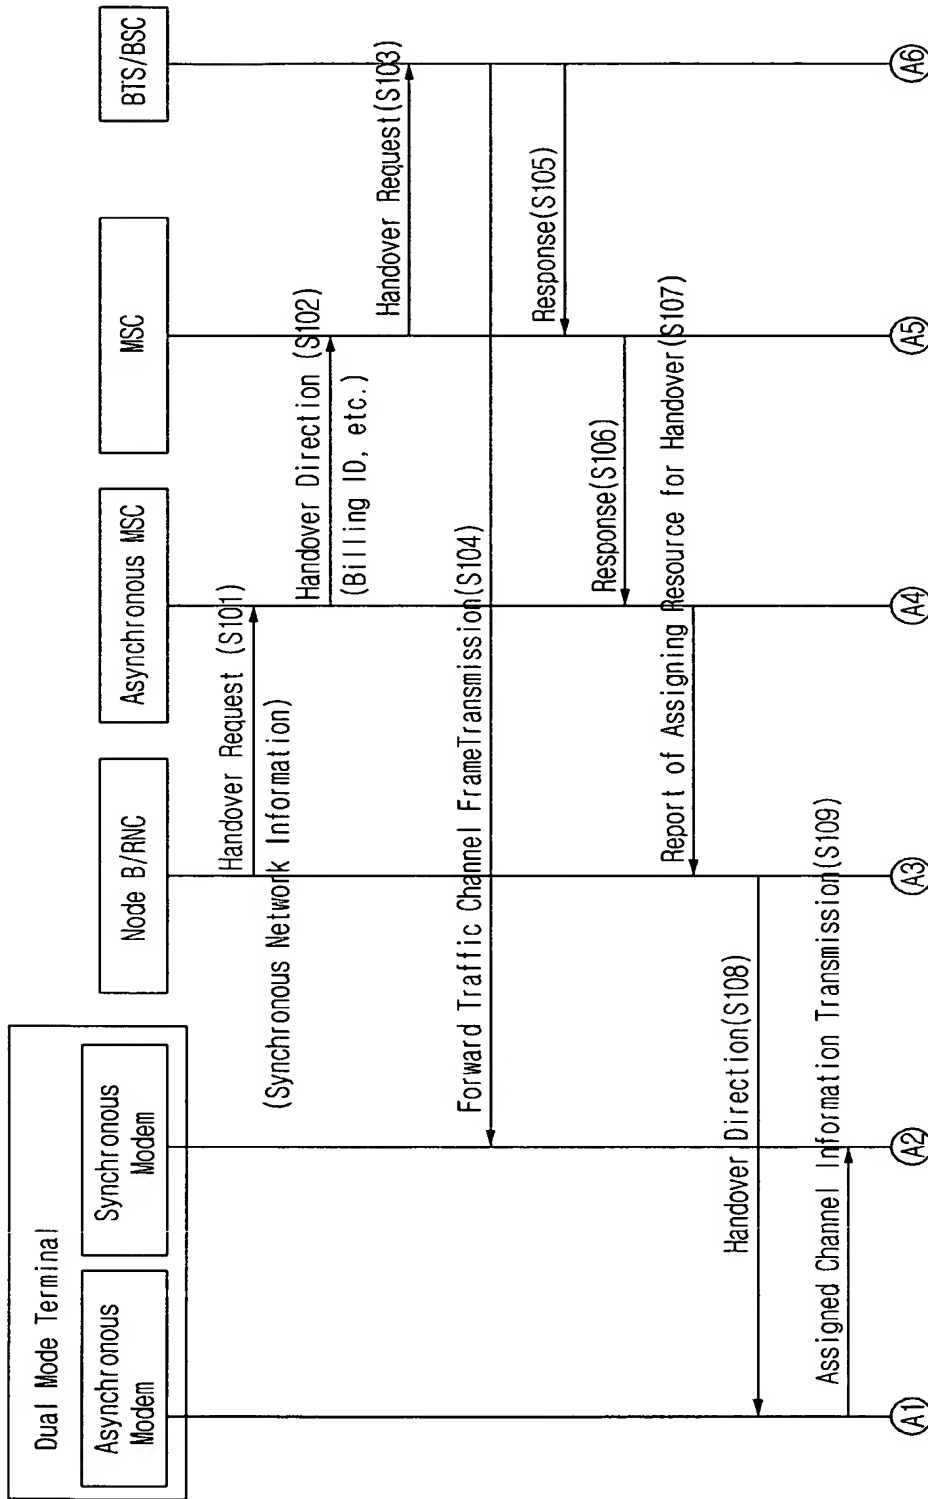 Dual Mode Terminal
Asynchronous
Modem
Synchronous
Modem
Node B/RNC
Asynchronous MSC
MSC
BTS/BSC
Handover Request (S101)
(Synchronous Network Information)
Handover Direction (S102)
(Billing ID, etc.)
Handover Request(S103)
Forward Traffic Channel FrameTransmission(S104)
Response(S105)
Response(S106)
Report of Assigning Resource for Handover(S107)
Handover Direction(S108)
Assigned Channel Information Transmission(S109)
A1
A2
A3
A4
A5
A6